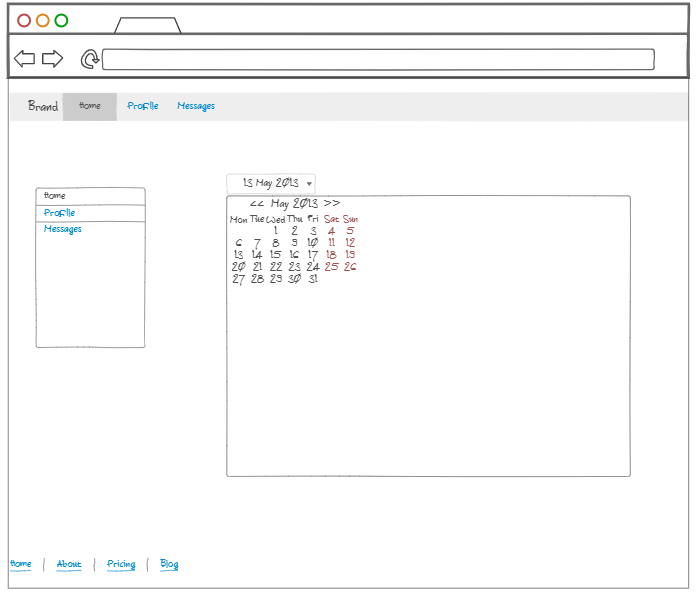 Brand Home Profile Messages
Home
Profile
Messages
13 May 2013
<< May 2013 >>
Mon Tue Wed Thu Fri Sat Sun
1 2 3 4 5
6 7 8 9 10 11 12
13 14 15 16 17 18 19
20 21 22 23 24 25 26
27 28 29 30 31
Home | About | Pricing | Blog